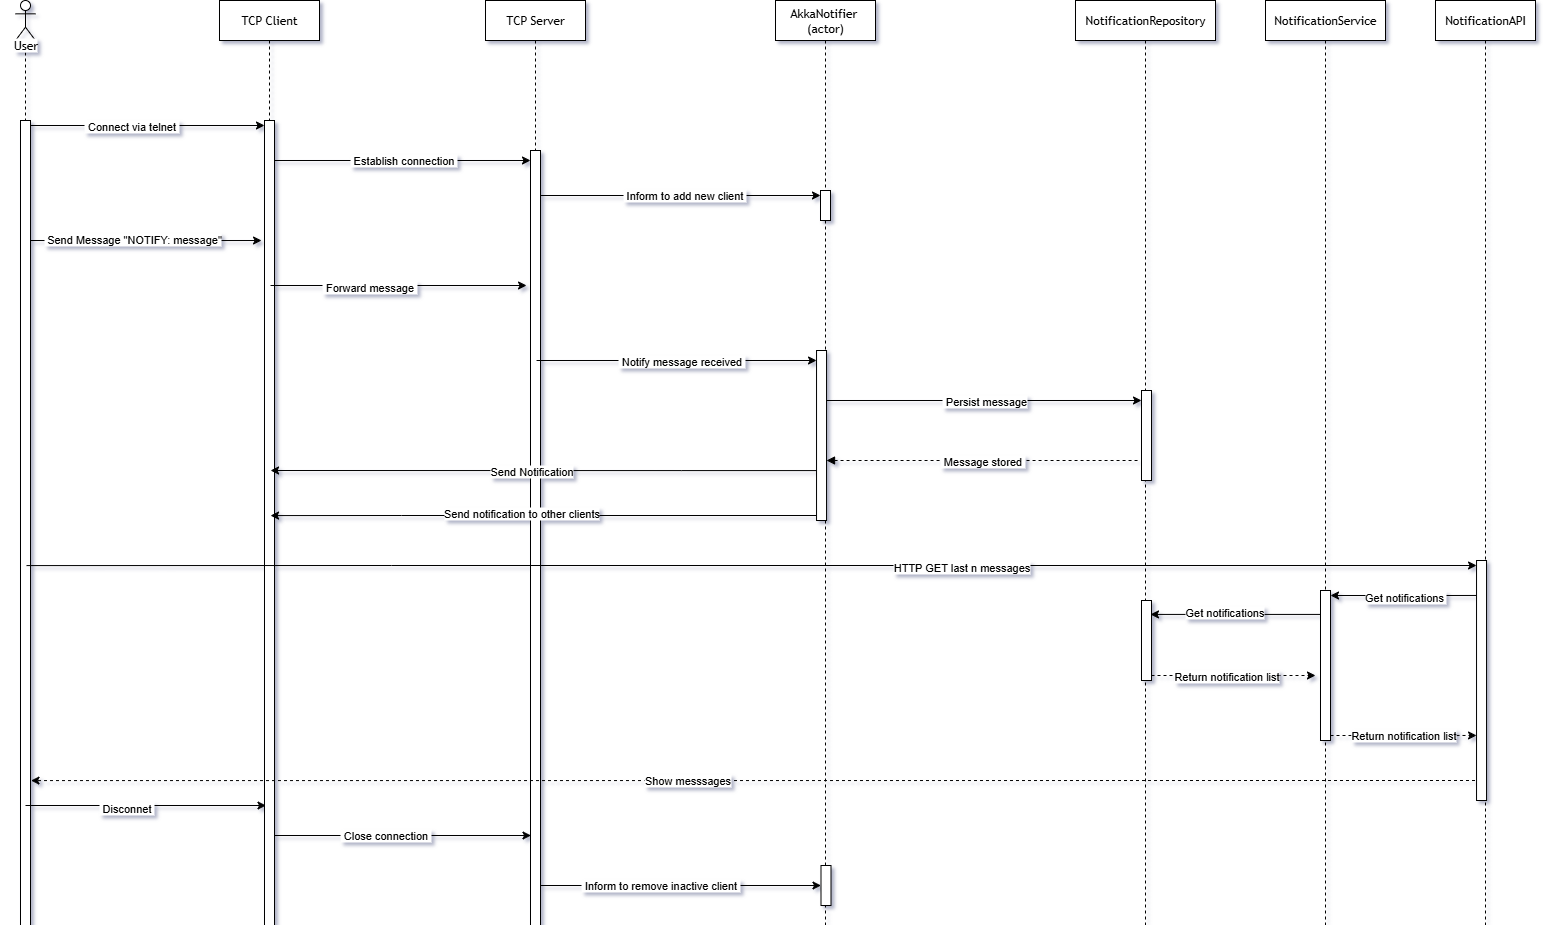 User
TCP Client
TCP Server
AkkaNotifier
(actor)
NotificationRepository
NotificationService
NotificationAPI
Connect via telnet
Establish connection
Inform to add new client
Send Message "NOTIFY: message"
Forward message
Notify message received
Persist message
Message stored
Send Notification
Send notification to other clients
HTTP GET last n messages
Get notifications
Get notifications
Return notification list
Return notification list
Show messsages
Disconnet
Close connection
Inform to remove inactive client